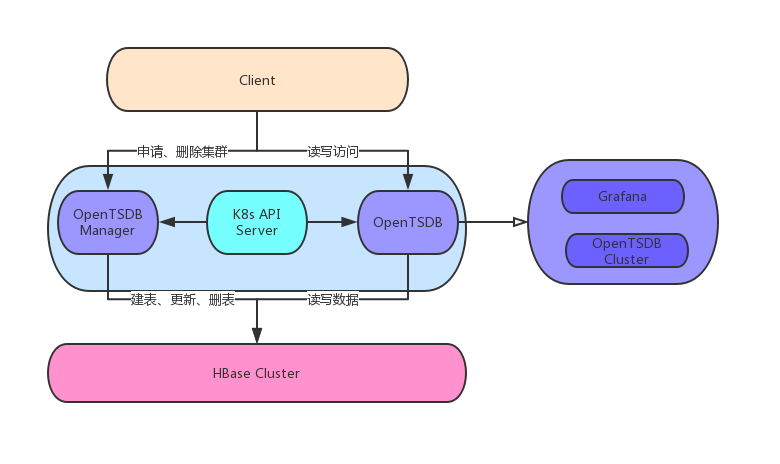 Client
申请、删除集群
读写访问
OpenTSDB
Manager
K8s API
Server
OpenTSDB
Grafana
OpenTSDB
Cluster
建表、更新、删表
读写数据
HBase Cluster